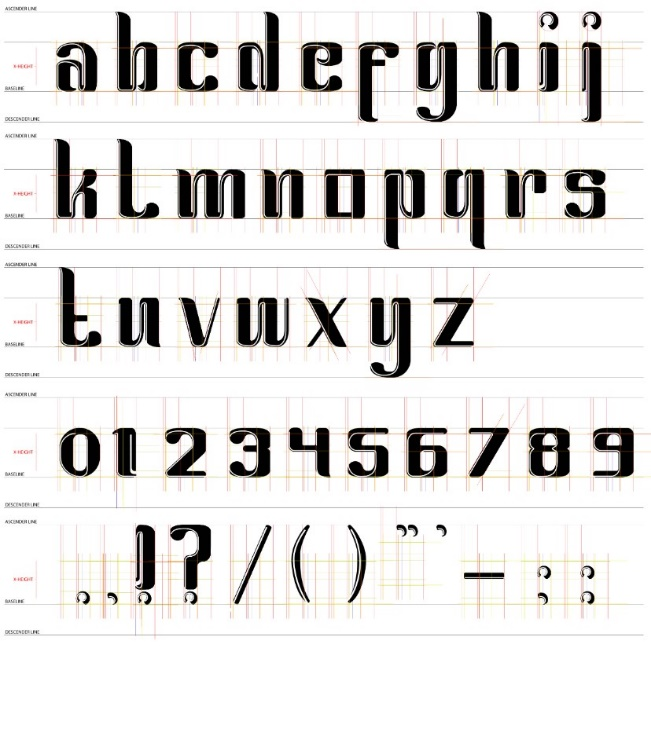 ASCENDER LINE
abcdefghij
X-HEIGHT
BASELINE
DESCENDER LINE
ASCENDER LINE
klmnopqrs
X-HEIGHT
BASELINE
DESCENDER LINE
ASCENDER LINE
tuvwxyz
X-HEIGHT
BASELINE
DESCENDER LINE
ASCENDER LINE
0123456789
X-HEIGHT
BASELINE
DESCENDER LINE
ASCENDER LINE
.,!?/()"'-;:
X-HEIGHT
BASELINE
DESCENDER LINE